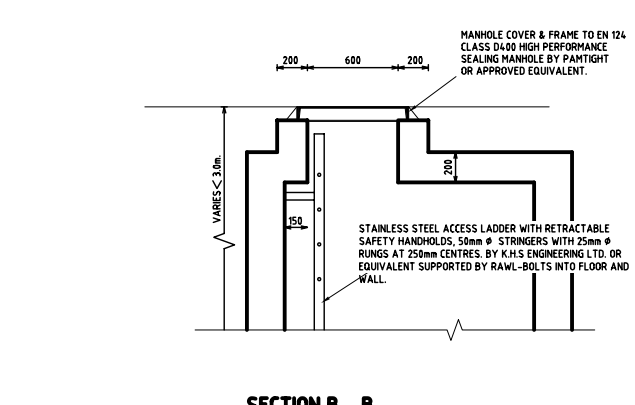 MANHOLE COVER & FRAME TO EN 124
CLASS D400 HIGH PERFORMANCE
SEALING MANHOLE BY PAMTIGHT
OR APPROVED EQUIVALENT.
200
600
200
VARIES < 3.0m.
200
150
STAINLESS STEEL ACCESS LADDER WITH RETRACTABLE
SAFETY HANDHOLDS, 50mm ø STRINGERS WITH 25mm ø
RUNGS AT 250mm CENTRES. BY K.H.S ENGINEERING LTD. OR
EQUIVALENT SUPPORTED BY RAWL-BOLTS INTO FLOOR AND
WALL.
SECTION B B